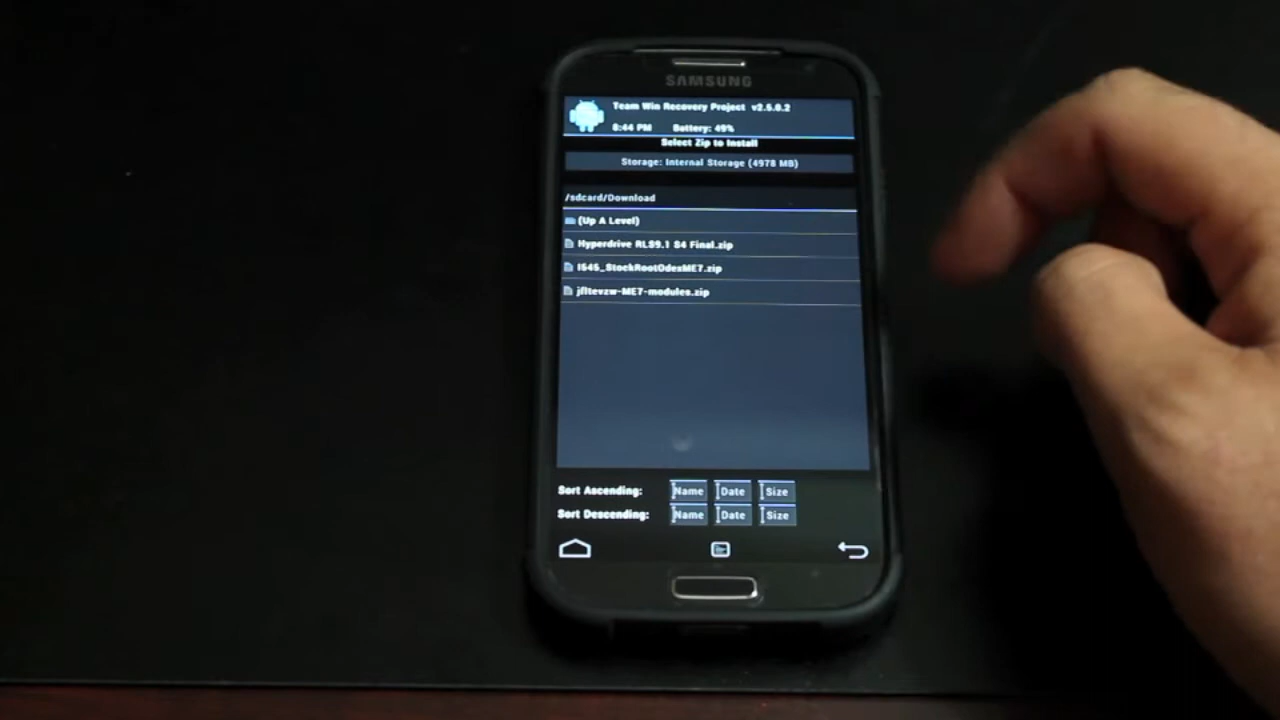 SAMSUNG
Team Win Recovery Project v2.5.0.2
8:44 PM Battery: 49%
Select Zip to Install
Storage: Internal Storage (4978 MB)
/sdcard/Download
(Up A Level)
Hyperdrive RLS9.1 S4 Final.zip
I545_StockRootOdexME7.zip
jfltevzw-ME7-modules.zip
Sort Ascending: Name Date Size
Sort Descending: Name Date Size